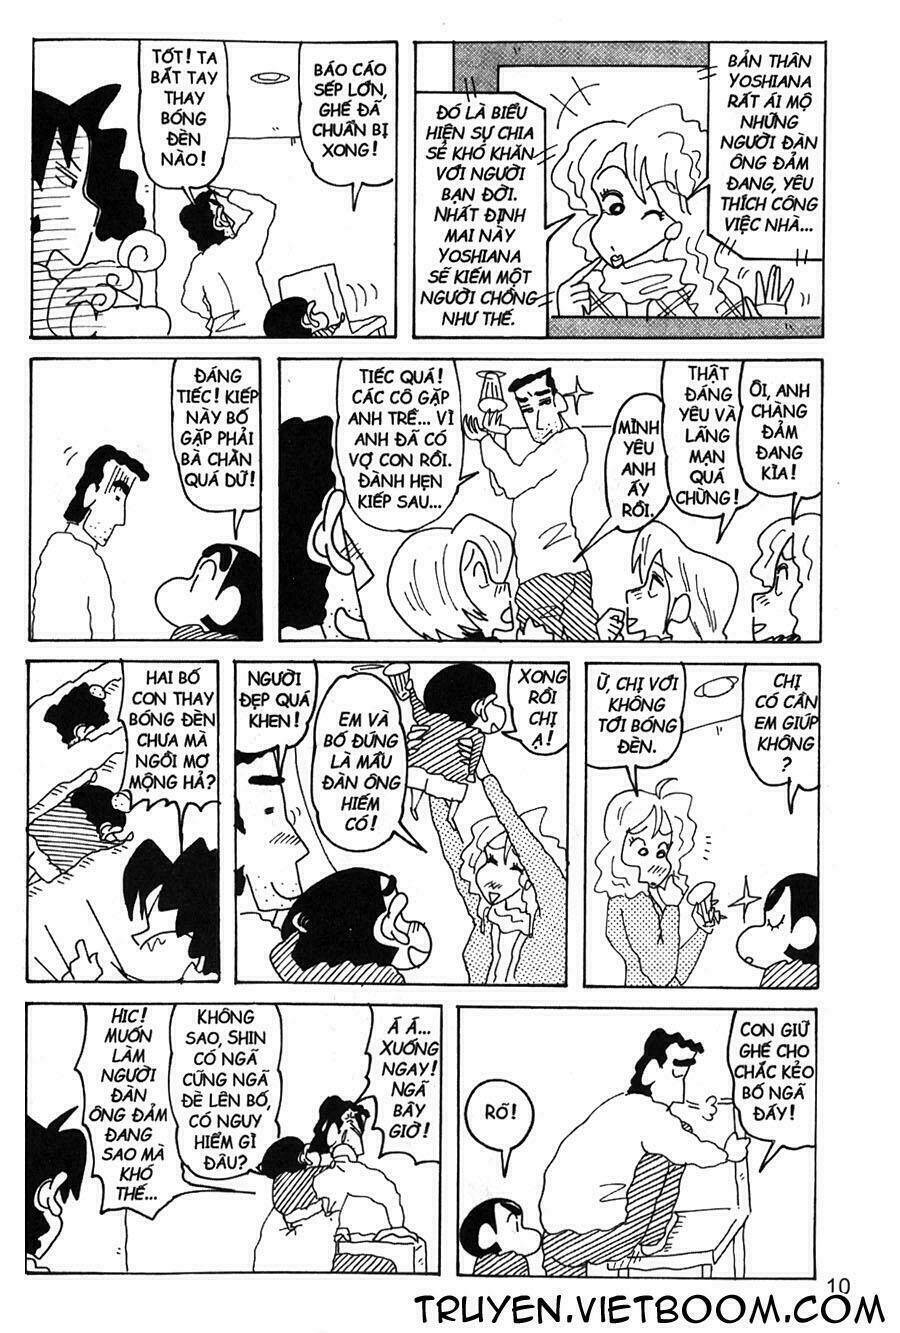 BẢN THÂN
YOSHIANA
RẤT ÁI MỘ
NHỮNG
NGƯỜI ĐÀN
ÔNG ĐẢM
ĐANG, YÊU
THÍCH CÔNG
VIỆC NHÀ...
ĐÓ LÀ BIỂU
HIỆN SỰ CHIA
SẺ KHÓ KHĂN
VỚI NGƯỜI
BẠN ĐỜI.
NHẤT ĐỊNH
MAI NÀY
YOSHIANA
SẼ KIẾM MỘT
NGƯỜI CHỒNG
NHƯ THẾ.
BÁO CÁO
SẾP LỚN,
GHẾ ĐÃ
CHUẨN BỊ
XONG!
TỐT! TA
BẮT TAY
THAY
BÓNG
ĐÈN
NÀO!
ÔI, ANH
CHÀNG
ĐẢM
ĐANG
KÌA!
THẬT
ĐÁNG
YÊU VÀ
LÃNG
MẠN
QUÁ
CHỪNG!
MÌNH
YÊU
ANH
ẤY
RỒI.
TIẾC QUÁ!
CÁC CÔ GẶP
ANH TRỄ... VÌ
ANH ĐÃ CÓ
VỢ CON RỒI.
ĐÀNH HẸN
KIẾP SAU...
ĐÁNG
TIẾC! KIẾP
NÀY BỐ
GẶP PHẢI
BÀ CHẰN
QUÁ DỮ!
CHỊ
CÓ CẦN
EM GIÚP
KHÔNG
?
Ừ, CHỊ VỚI
KHÔNG
TỚI BÓNG
ĐÈN.
XONG
RỒI
CHỊ
Ạ!
EM VÀ
BỐ ĐỨNG
LÀ MẪU
ĐÀN ÔNG
HIẾM
CÓ!
NGƯỜI
ĐẸP QUÁ
KHEN!
HAI BỐ
CON THAY
BÓNG ĐÈN
CHƯA MÀ
NGỒI MƠ
MỘNG HẢ?
CON GIỮ
GHẾ CHO
CHẮC KẺO
BỐ NGÃ
ĐẤY!
RÕ!
Á Á...
XUỐNG
NGAY!
NGÃ
BÂY
GIỜ!
KHÔNG
SAO, SHIN
CÓ NGÃ
CŨNG NGÃ
ĐÈ LÊN BỐ,
CÓ NGUY
HIỂM GÌ
ĐÂU?
HIC!
MUỐN
LÀM
NGƯỜI
ĐÀN
ÔNG ĐẢM
ĐANG
SAO MÀ
KHÓ
THẾ...
10
TRUYEN.VIETBOOM.COM